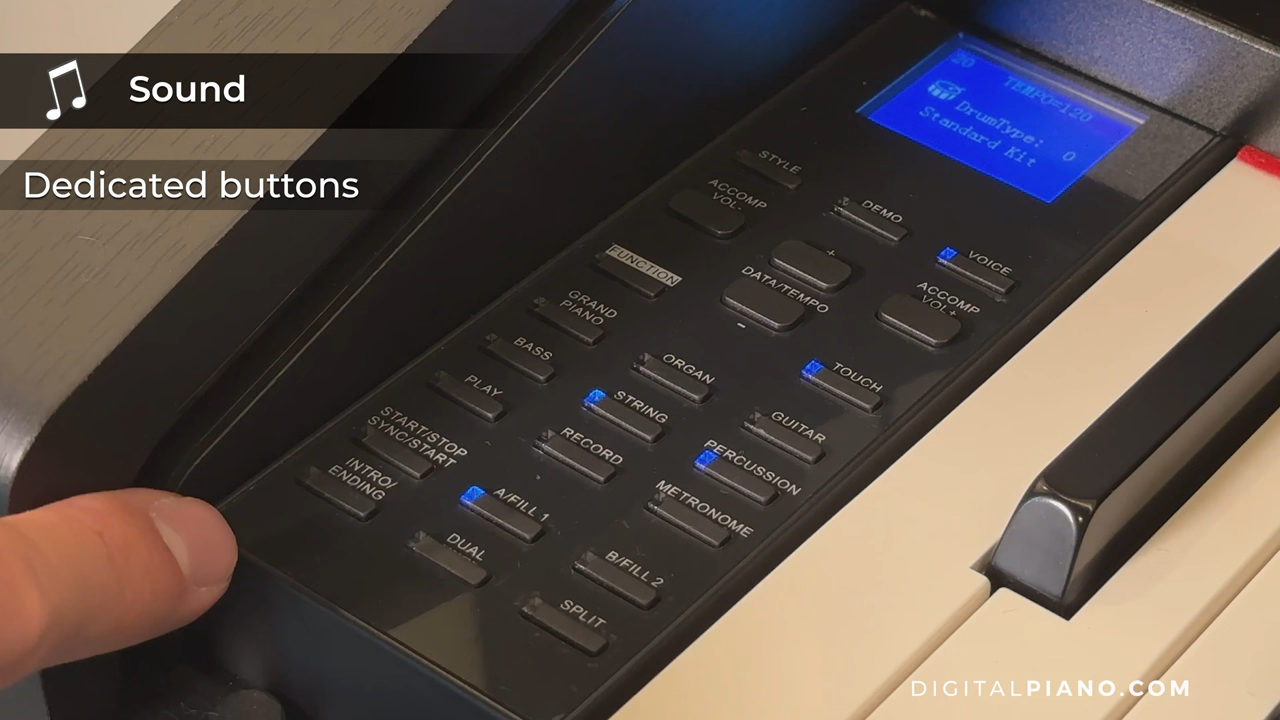 Sound
Dedicated buttons
20 TEMPO=120
DrumType: 0
Standard Kit
STYLE
ACCOMP
VOL-
DEMO
VOICE
FUNCTION
+
DATA/TEMPO
-
ACCOMP
VOL+
GRAND
PIANO
ORGAN
TOUCH
BASS
STRING
GUITAR
PLAY
RECORD
PERCUSSION
START/STOP
SYNC/START
A/FILL 1
METRONOME
INTRO/
ENDING
DUAL
B/FILL 2
SPLIT
DIGITALPIANO.COM